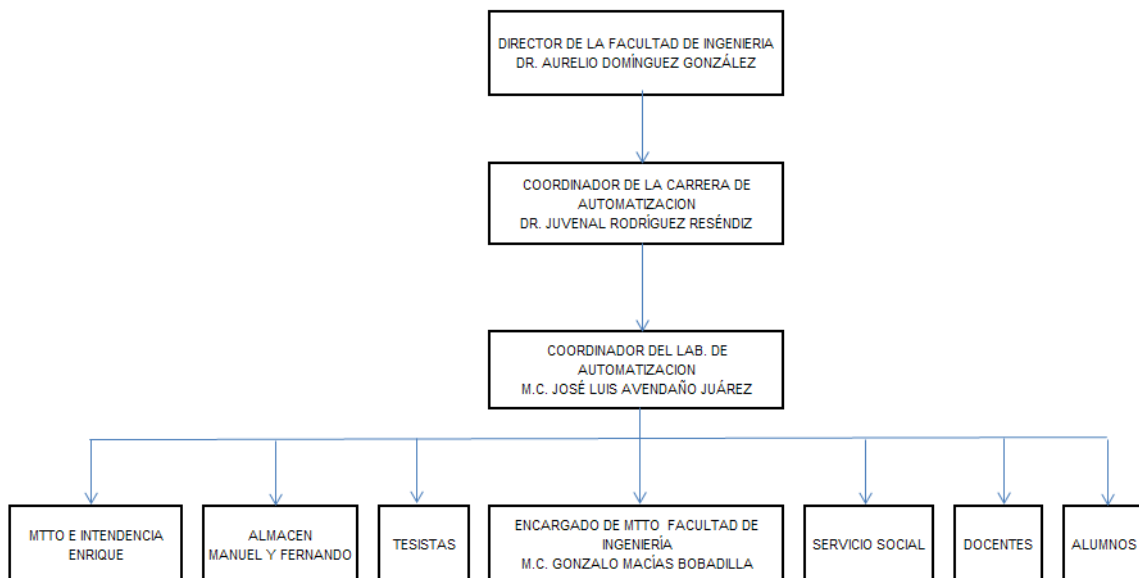 DIRECTOR DE LA FACULTAD DE INGENIERIA
DR. AURELIO DOMÍNGUEZ GONZÁLEZ
COORDINADOR DE LA CARRERA DE
AUTOMATIZACION
DR. JUVENAL RODRÍGUEZ RESÉNDIZ
COORDINADOR DEL LAB. DE
AUTOMATIZACION
M.C. JOSÉ LUIS AVENDAÑO JUÁREZ
MTTO E INTENDENCIA
ENRIQUE
ALMACEN
MANUEL Y FERNANDO
TESISTAS
ENCARGADO DE MTTO FACULTAD DE
INGENIERÍA
M.C. GONZALO MACÍAS BOBADILLA
SERVICIO SOCIAL
DOCENTES
ALUMNOS